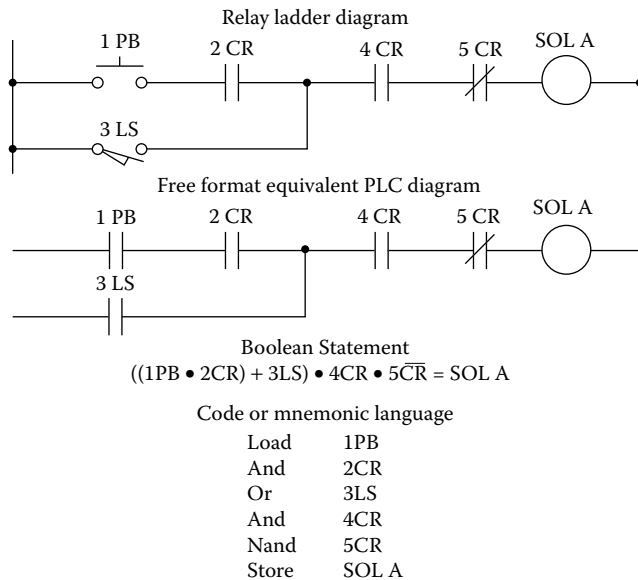 Relay ladder diagram
1 PB 2 CR 4 CR 5 CR SOL A
3 LS
Free format equivalent PLC diagram
1 PB 2 CR 4 CR 5 CR SOL A
3 LS
Boolean Statement
((1PB • 2CR) + 3LS) • 4CR • 5C̅R̅ = SOL A
Code or mnemonic language
Load 1PB
And 2CR
Or 3LS
And 4CR
Nand 5CR
Store SOL A